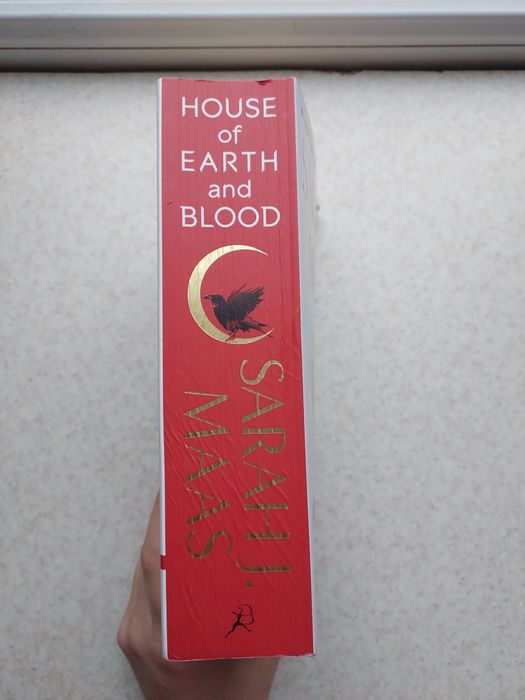 HOUSE
of
EARTH
and
BLOOD
SARAH J.
MAAS